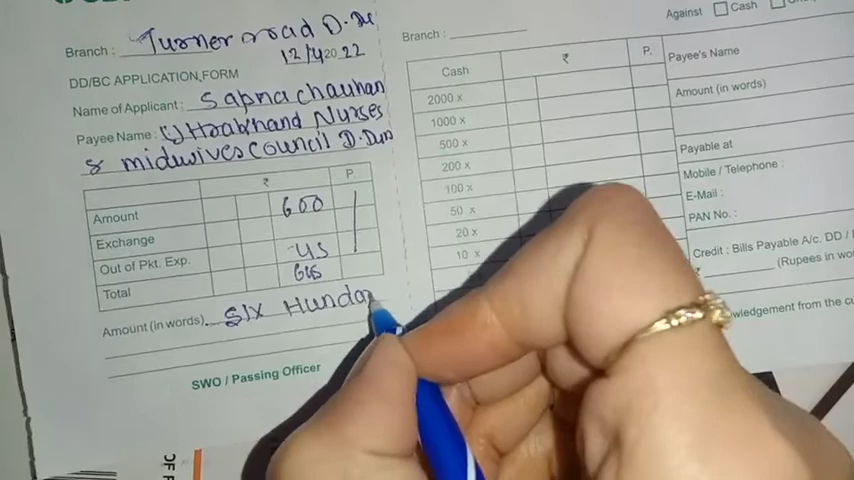 Branch : Turner road D.Dn
12/4/2022
DD/BC APPLICATION FORM
Name of Applicant : Sapna chauhan
Payee Name : Uttrakhand Nurses
& midwives council D.Dun
₹ P.
Amount 600
Exchange
Out of Pkt. Exp. 45
Total 645
Amount (in words) Six Hundar
SWO / Passing Officer
Branch :
Cash ₹ P.
2000 x
1000 x
500 x
200 x
100 x
50 x
20 x
10 x
Against Cash
Payee's Name
Amount (in words)
Payable at
Mobile / Telephone :
E-Mail :
PAN No. :
Credit : Bills Payable A/c. DD /
₹ (Rupees in Wor
wledgement from the cu